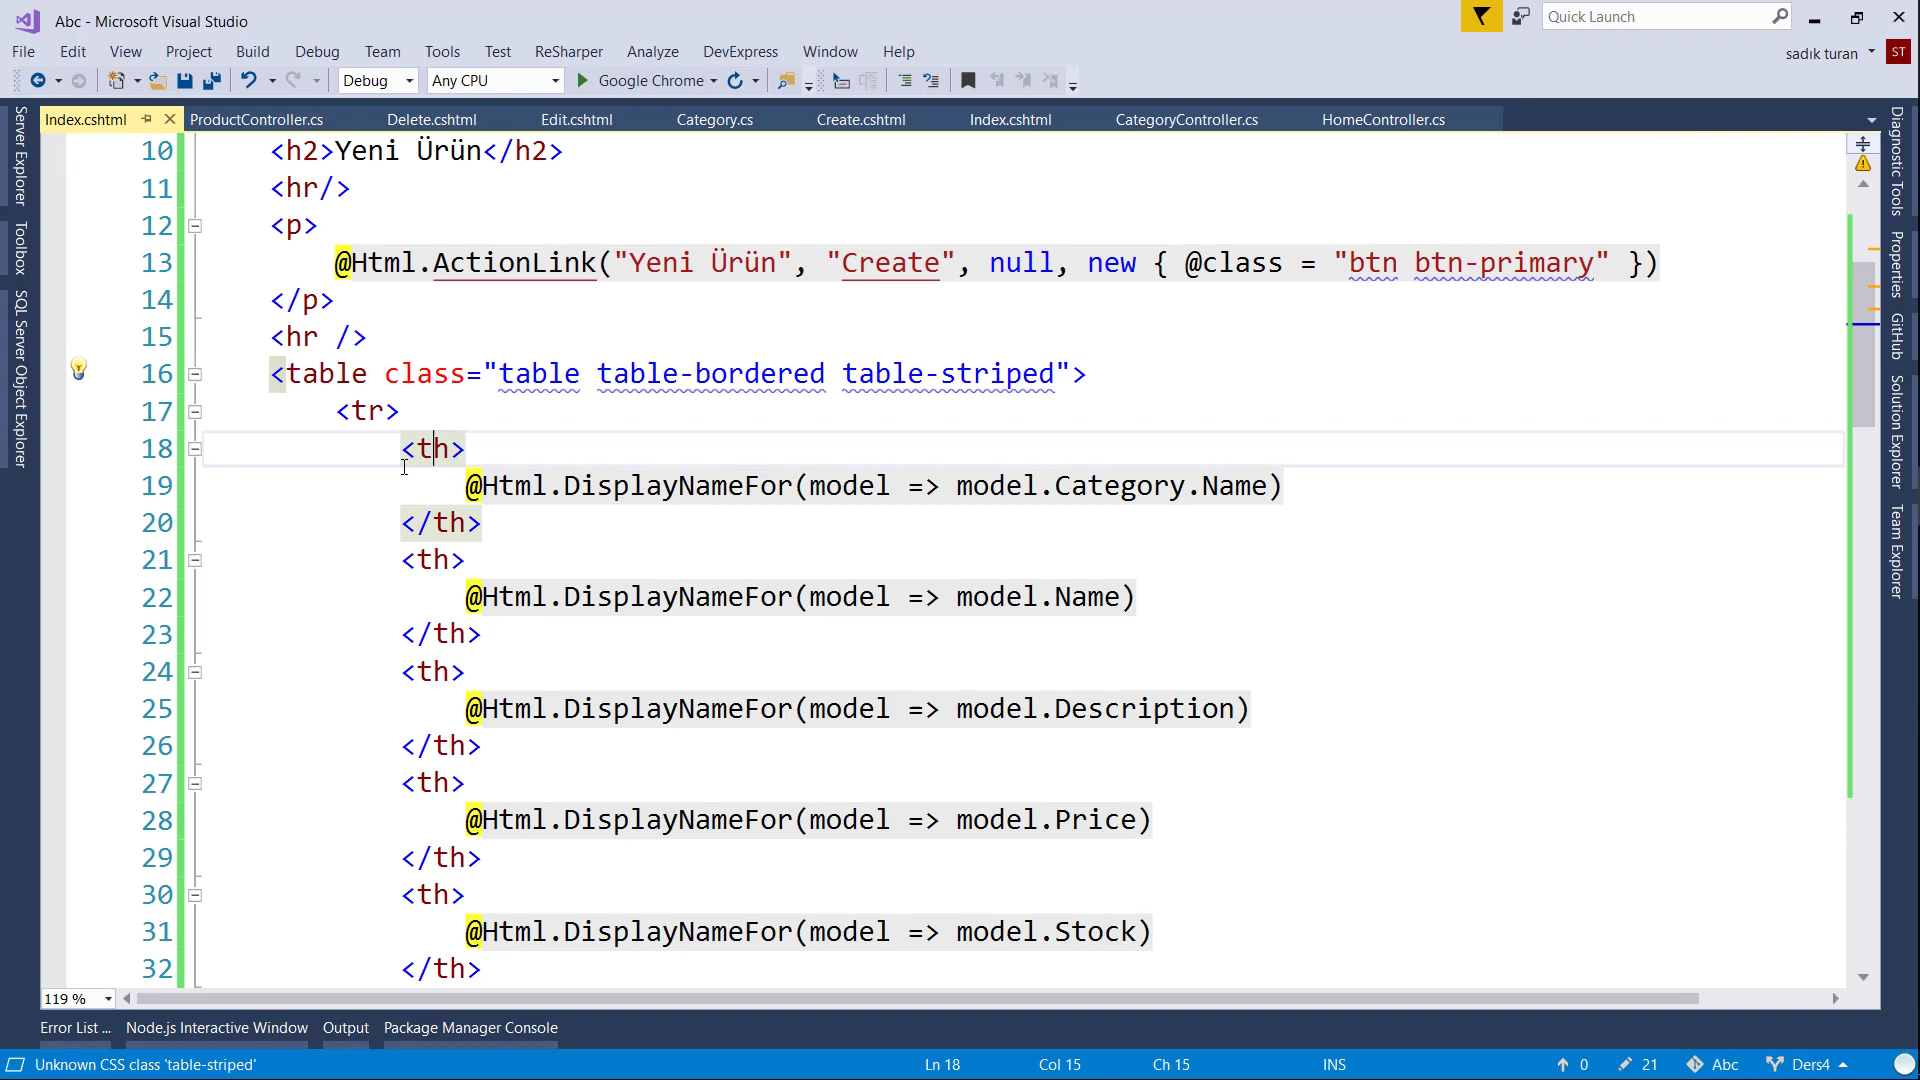 Abc - Microsoft Visual Studio
Quick Launch
File Edit View Project Build Debug Team Tools Test ReSharper Analyze DevExpress Window Help
sadık turan ST
Debug Any CPU Google Chrome
Index.cshtml ProductController.cs Delete.cshtml Edit.cshtml Category.cs Create.cshtml Index.cshtml CategoryController.cs HomeController.cs
Server Explorer
Toolbox
SQL Server Object Explorer
10 <h2>Yeni Ürün</h2>
11 <hr/>
12 <p>
13 @Html.ActionLink("Yeni Ürün", "Create", null, new { @class = "btn btn-primary" })
14 </p>
15 <hr />
16 <table class="table table-bordered table-striped">
17 <tr>
18 <th>
19 @Html.DisplayNameFor(model => model.Category.Name)
20 </th>
21 <th>
22 @Html.DisplayNameFor(model => model.Name)
23 </th>
24 <th>
25 @Html.DisplayNameFor(model => model.Description)
26 </th>
27 <th>
28 @Html.DisplayNameFor(model => model.Price)
29 </th>
30 <th>
31 @Html.DisplayNameFor(model => model.Stock)
32 </th>
Diagnostic Tools
Properties
GitHub
Solution Explorer
Team Explorer
119 %
Error List ... Node.js Interactive Window Output Package Manager Console
Unknown CSS class 'table-striped' Ln 18 Col 15 Ch 15 INS 0 21 Abc Ders4